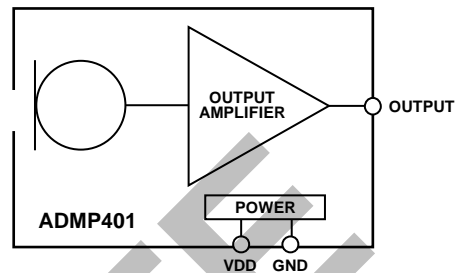 OUTPUT
AMPLIFIER
OUTPUT
POWER
ADMP401
VDD GND